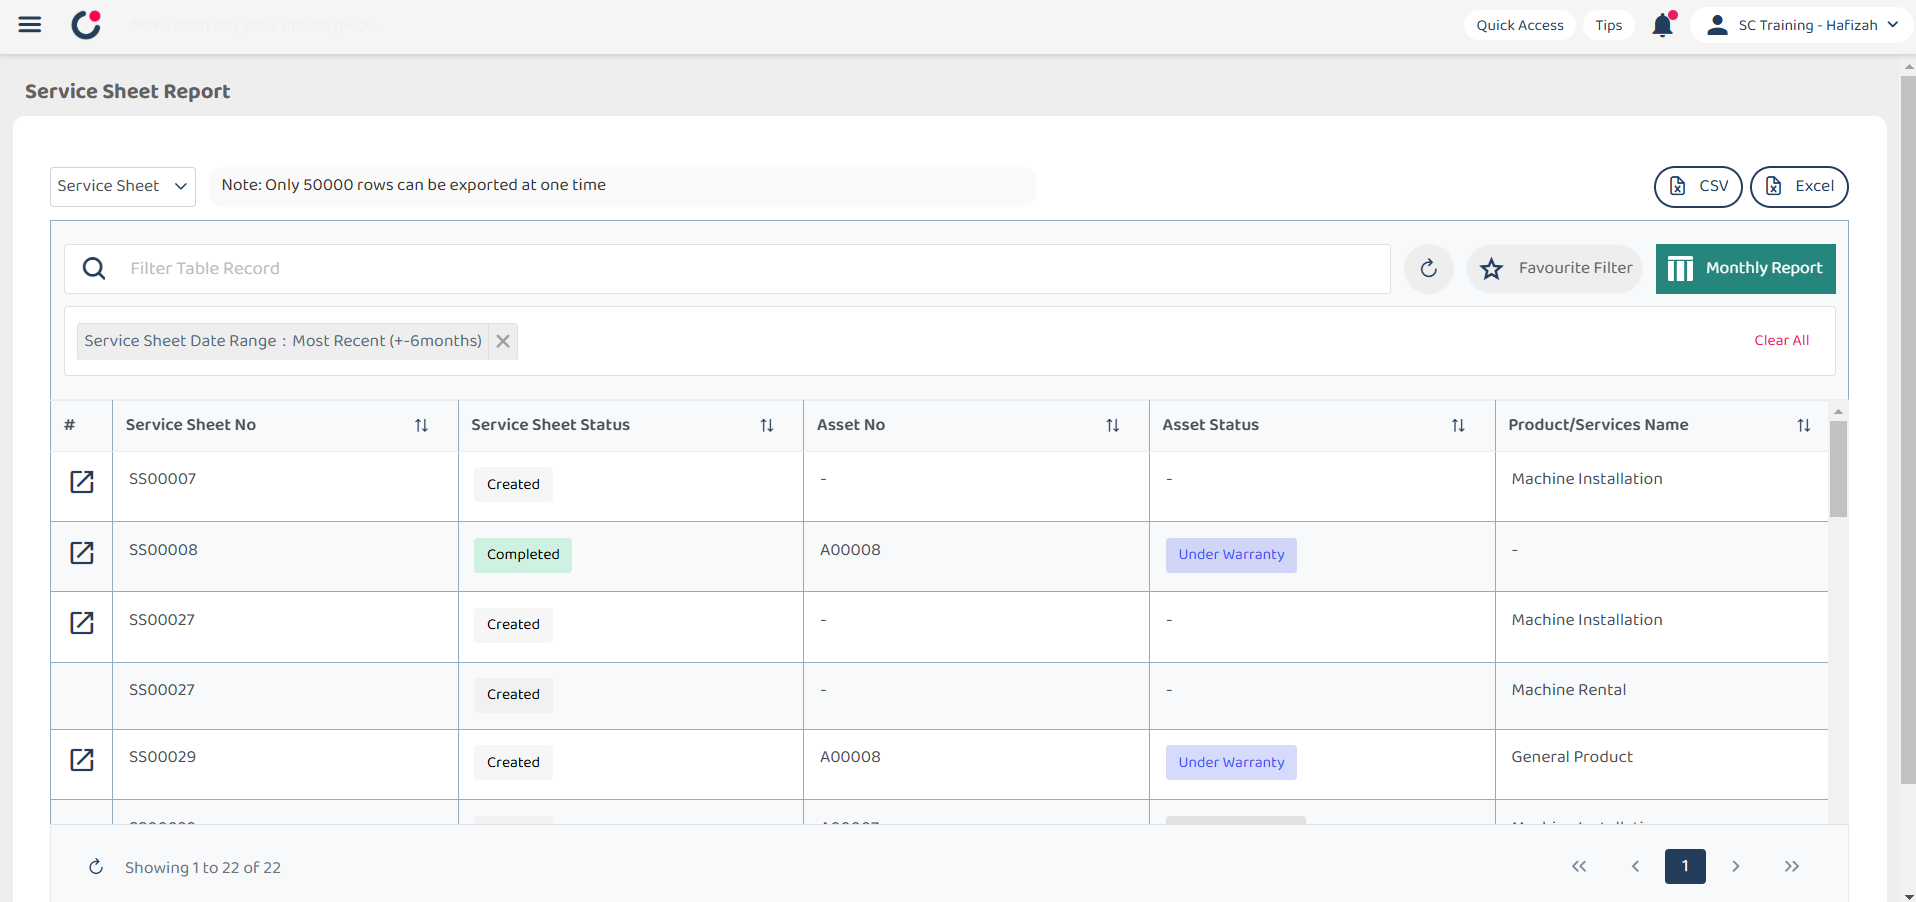 Make each day your masterpiece.
Quick Access
Tips
SC Training - Hafizah
Service Sheet Report
Service Sheet
Note: Only 50000 rows can be exported at one time
CSV
Excel
Filter Table Record
Favourite Filter
Monthly Report
Service Sheet Date Range : Most Recent (+-6months)
Clear All
# Service Sheet No Service Sheet Status Asset No Asset Status Product/Services Name
SS00007 Created - - Machine Installation
SS00008 Completed A00008 Under Warranty -
SS00027 Created - - Machine Installation
SS00027 Created - - Machine Rental
SS00029 Created A00008 Under Warranty General Product
Showing 1 to 22 of 22
« ‹ 1 › »